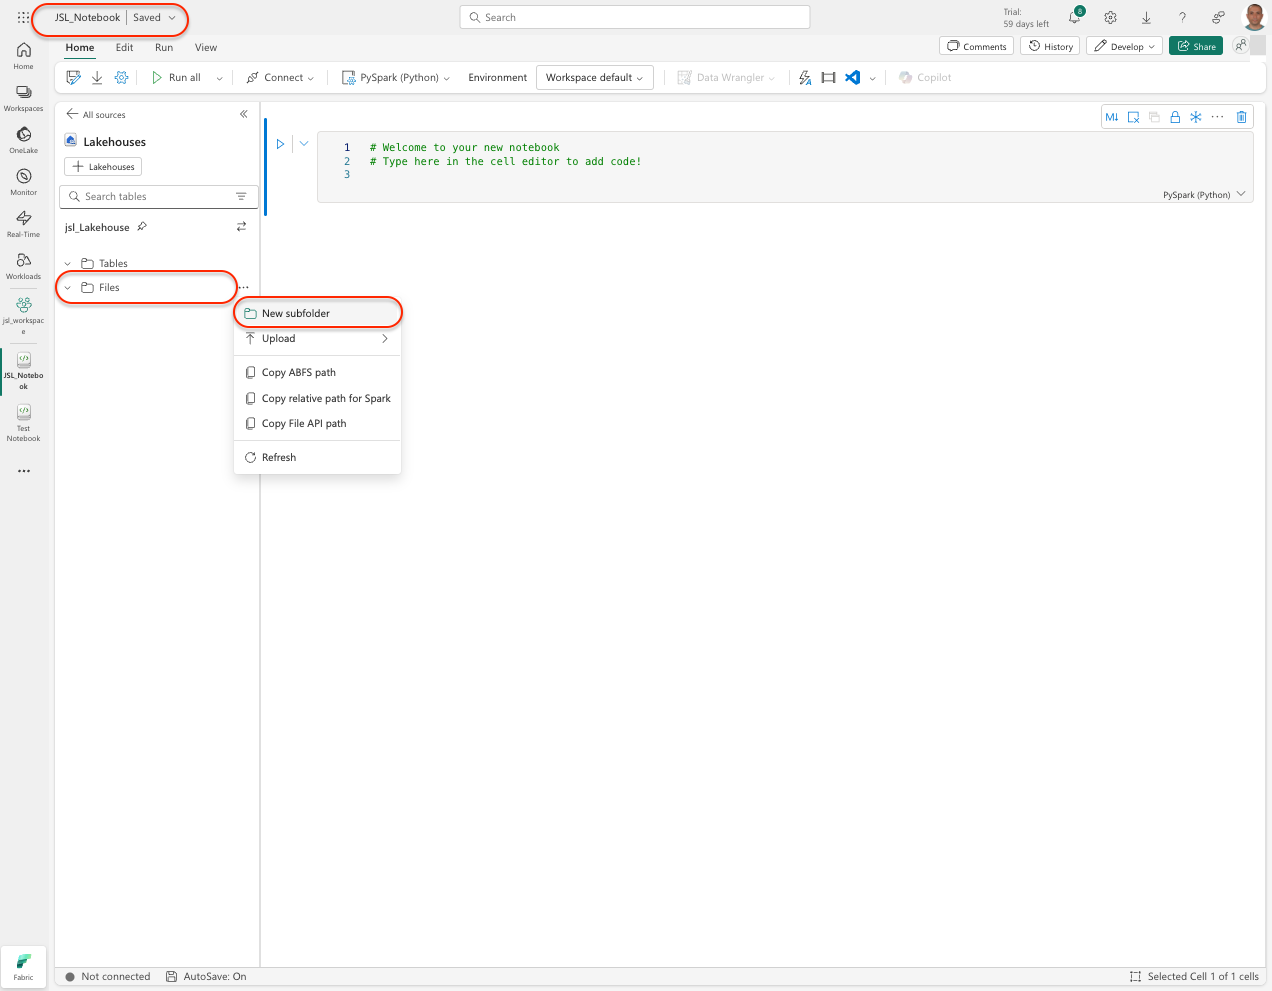 JSL_Notebook | Saved
Search
Trial:
59 days left
8
Home Edit Run View
Comments History Develop Share
Run all Connect PySpark (Python) Environment Workspace default Data Wrangler Copilot
Home
Workspaces
OneLake
Monitor
Real-Time
Workloads
jsl_workspac
e
JSL_Notebo
ok
Test
Notebook
Fabric
All sources
Lakehouses
Lakehouses
Search tables
jsl_Lakehouse
Tables
Files
New subfolder
Upload
Copy ABFS path
Copy relative path for Spark
Copy File API path
Refresh
M↓
1 # Welcome to your new notebook
2 # Type here in the cell editor to add code!
3
PySpark (Python)
Not connected AutoSave: On
Selected Cell 1 of 1 cells